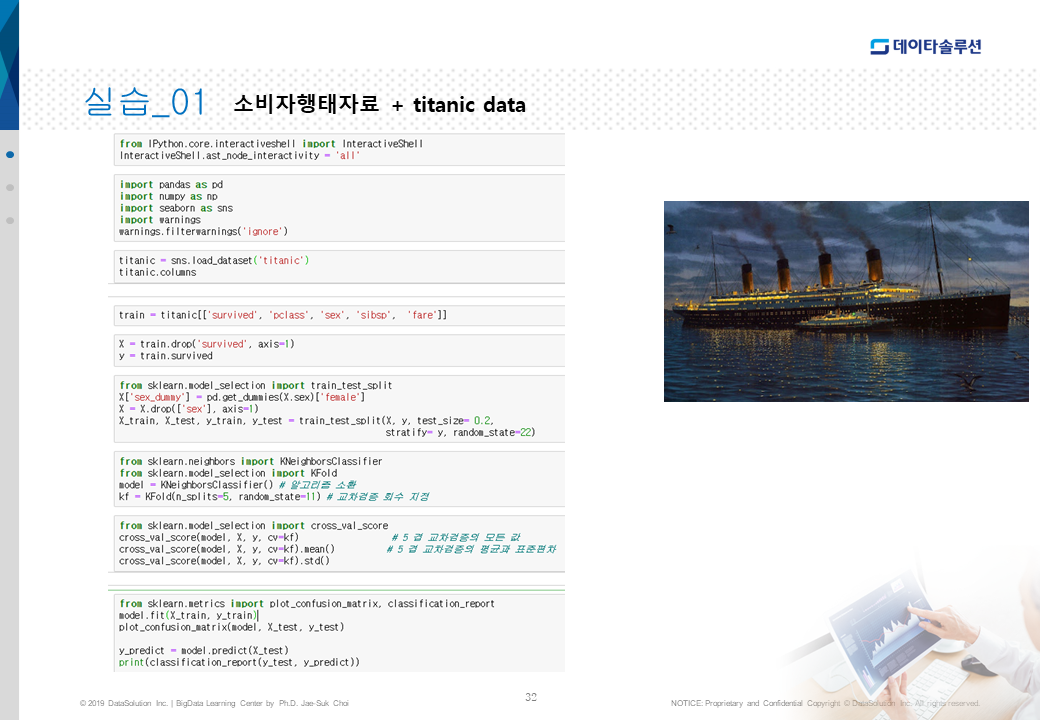 데이타솔루션
실습_01 소비자행태자료 + titanic data
from IPython.core.interactiveshell import InteractiveShell
InteractiveShell.ast_node_interactivity = 'all'
import pandas as pd
import numpy as np
import seaborn as sns
import warnings
warnings.filterwarnings('ignore')
titanic = sns.load_dataset('titanic')
titanic.columns
train = titanic[['survived', 'pclass', 'sex', 'sibsp', 'fare']]
X = train.drop('survived', axis=1)
y = train.survived
from sklearn.model_selection import train_test_split
X['sex_dummy'] = pd.get_dummies(X.sex)['female']
X = X.drop(['sex'], axis=1)
X_train, X_test, y_train, y_test = train_test_split(X, y, test_size= 0.2,
stratify= y, random_state=22)
from sklearn.neighbors import KNeighborsClassifier
from sklearn.model_selection import KFold
model = KNeighborsClassifier() # 알고리즘 소환
kf = KFold(n_splits=5, random_state=11) # 교차검증 회수 지정
from sklearn.model_selection import cross_val_score
cross_val_score(model, X, y, cv=kf) # 5 겹 교차검증의 모든 값
cross_val_score(model, X, y, cv=kf).mean() # 5 겹 교차검증의 평균과 표준편차
cross_val_score(model, X, y, cv=kf).std()
from sklearn.metrics import plot_confusion_matrix, classification_report
model.fit(X_train, y_train)
plot_confusion_matrix(model, X_test, y_test)
y_predict = model.predict(X_test)
print(classification_report(y_test, y_predict))
© 2019 DataSolution Inc. | BigData Learning Center by Ph.D. Jae-Suk Choi
32
NOTICE: Proprietary and Confidential Copyright © DataSolution Inc. All rights reserved.